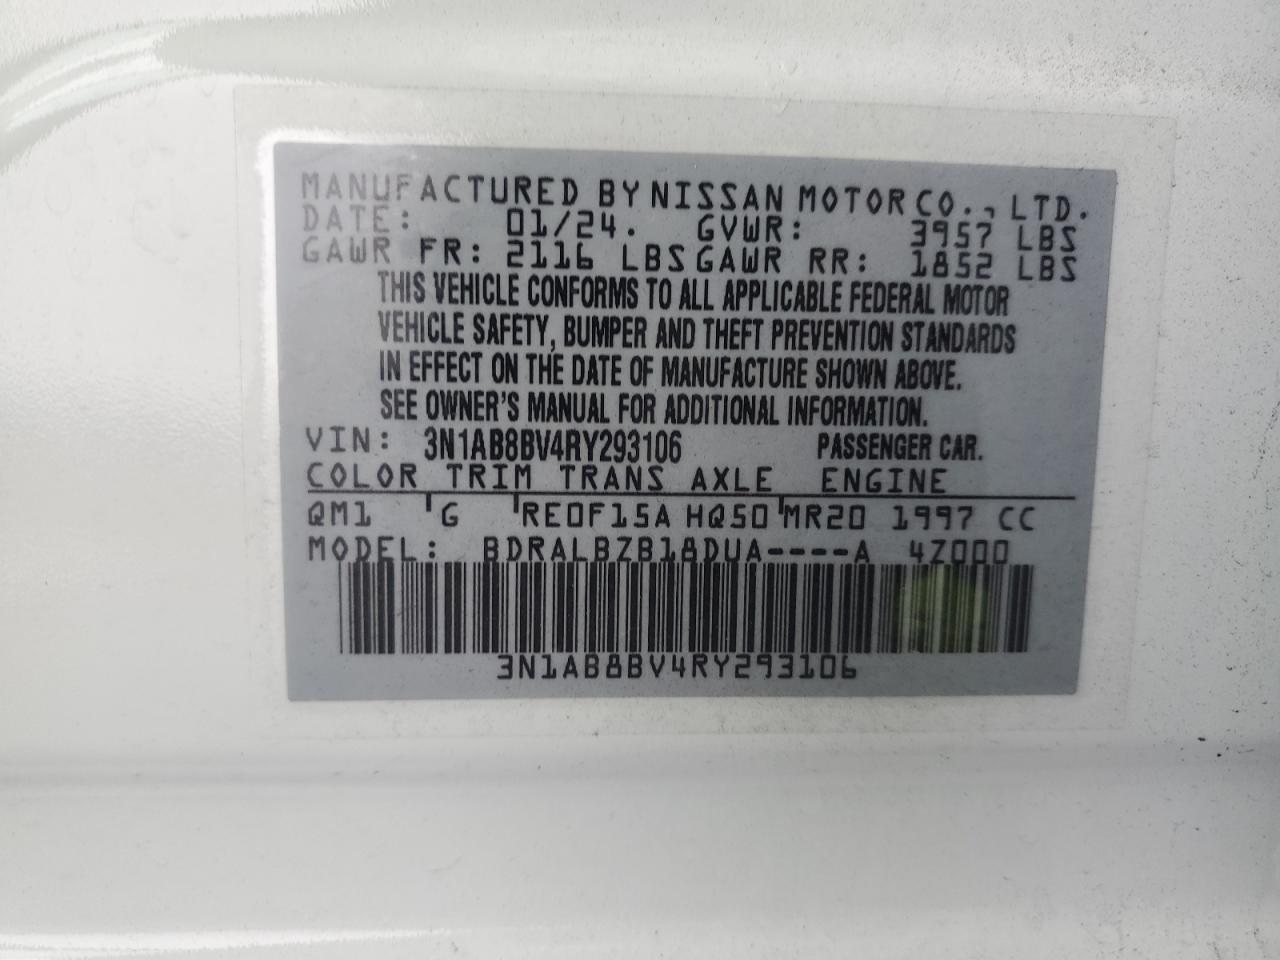 MANUFACTURED BY NISSAN MOTOR CO., LTD.
DATE: 01/24. GVWR: 3957 LBS
GAWR FR: 2116 LBS GAWR RR: 1852 LBS
THIS VEHICLE CONFORMS TO ALL APPLICABLE FEDERAL MOTOR
VEHICLE SAFETY, BUMPER AND THEFT PREVENTION STANDARDS
IN EFFECT ON THE DATE OF MANUFACTURE SHOWN ABOVE.
SEE OWNER'S MANUAL FOR ADDITIONAL INFORMATION.
VIN: 3N1AB8BV4RY293106 PASSENGER CAR.
COLOR TRIM TRANS AXLE ENGINE
QM1 G RE0F15A HQ50 MR20 1997 CC
MODEL: BDRALBZB18DUA----A 4Z000
3N1AB8BV4RY293106